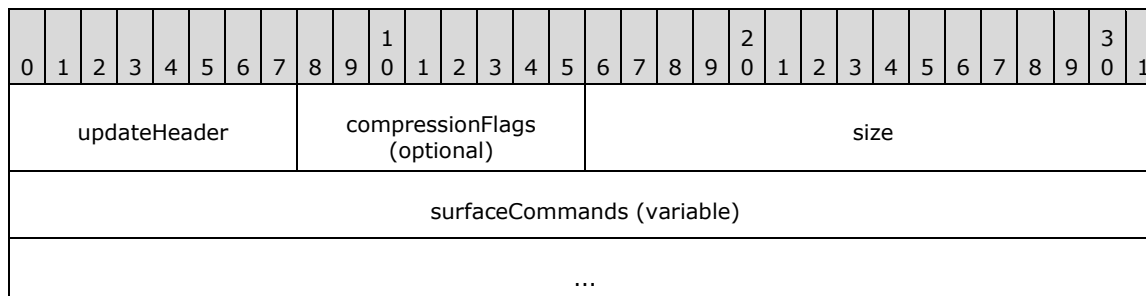 1 2 3
0 1 2 3 4 5 6 7 8 9 0 1 2 3 4 5 6 7 8 9 0 1 2 3 4 5 6 7 8 9 0 1
updateHeader compressionFlags size
(optional)
surfaceCommands (variable)
...